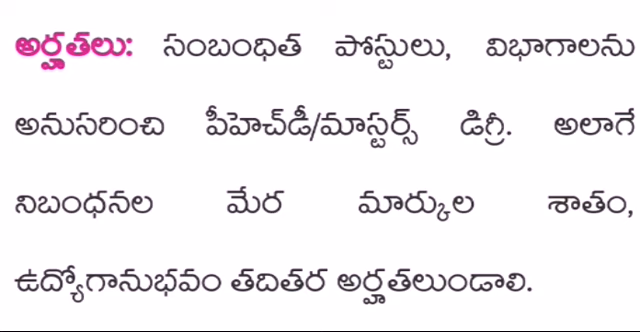 అర్హతలు: సంబంధిత పోస్టులు, విభాగాలను
అనుసరించి పీహెచ్‌డీ/మాస్టర్స్ డిగ్రీ. అలాగే
నిబంధనల మేర మార్కుల శాతం,
ఉద్యోగానుభవం తదితర అర్హతలుండాలి.